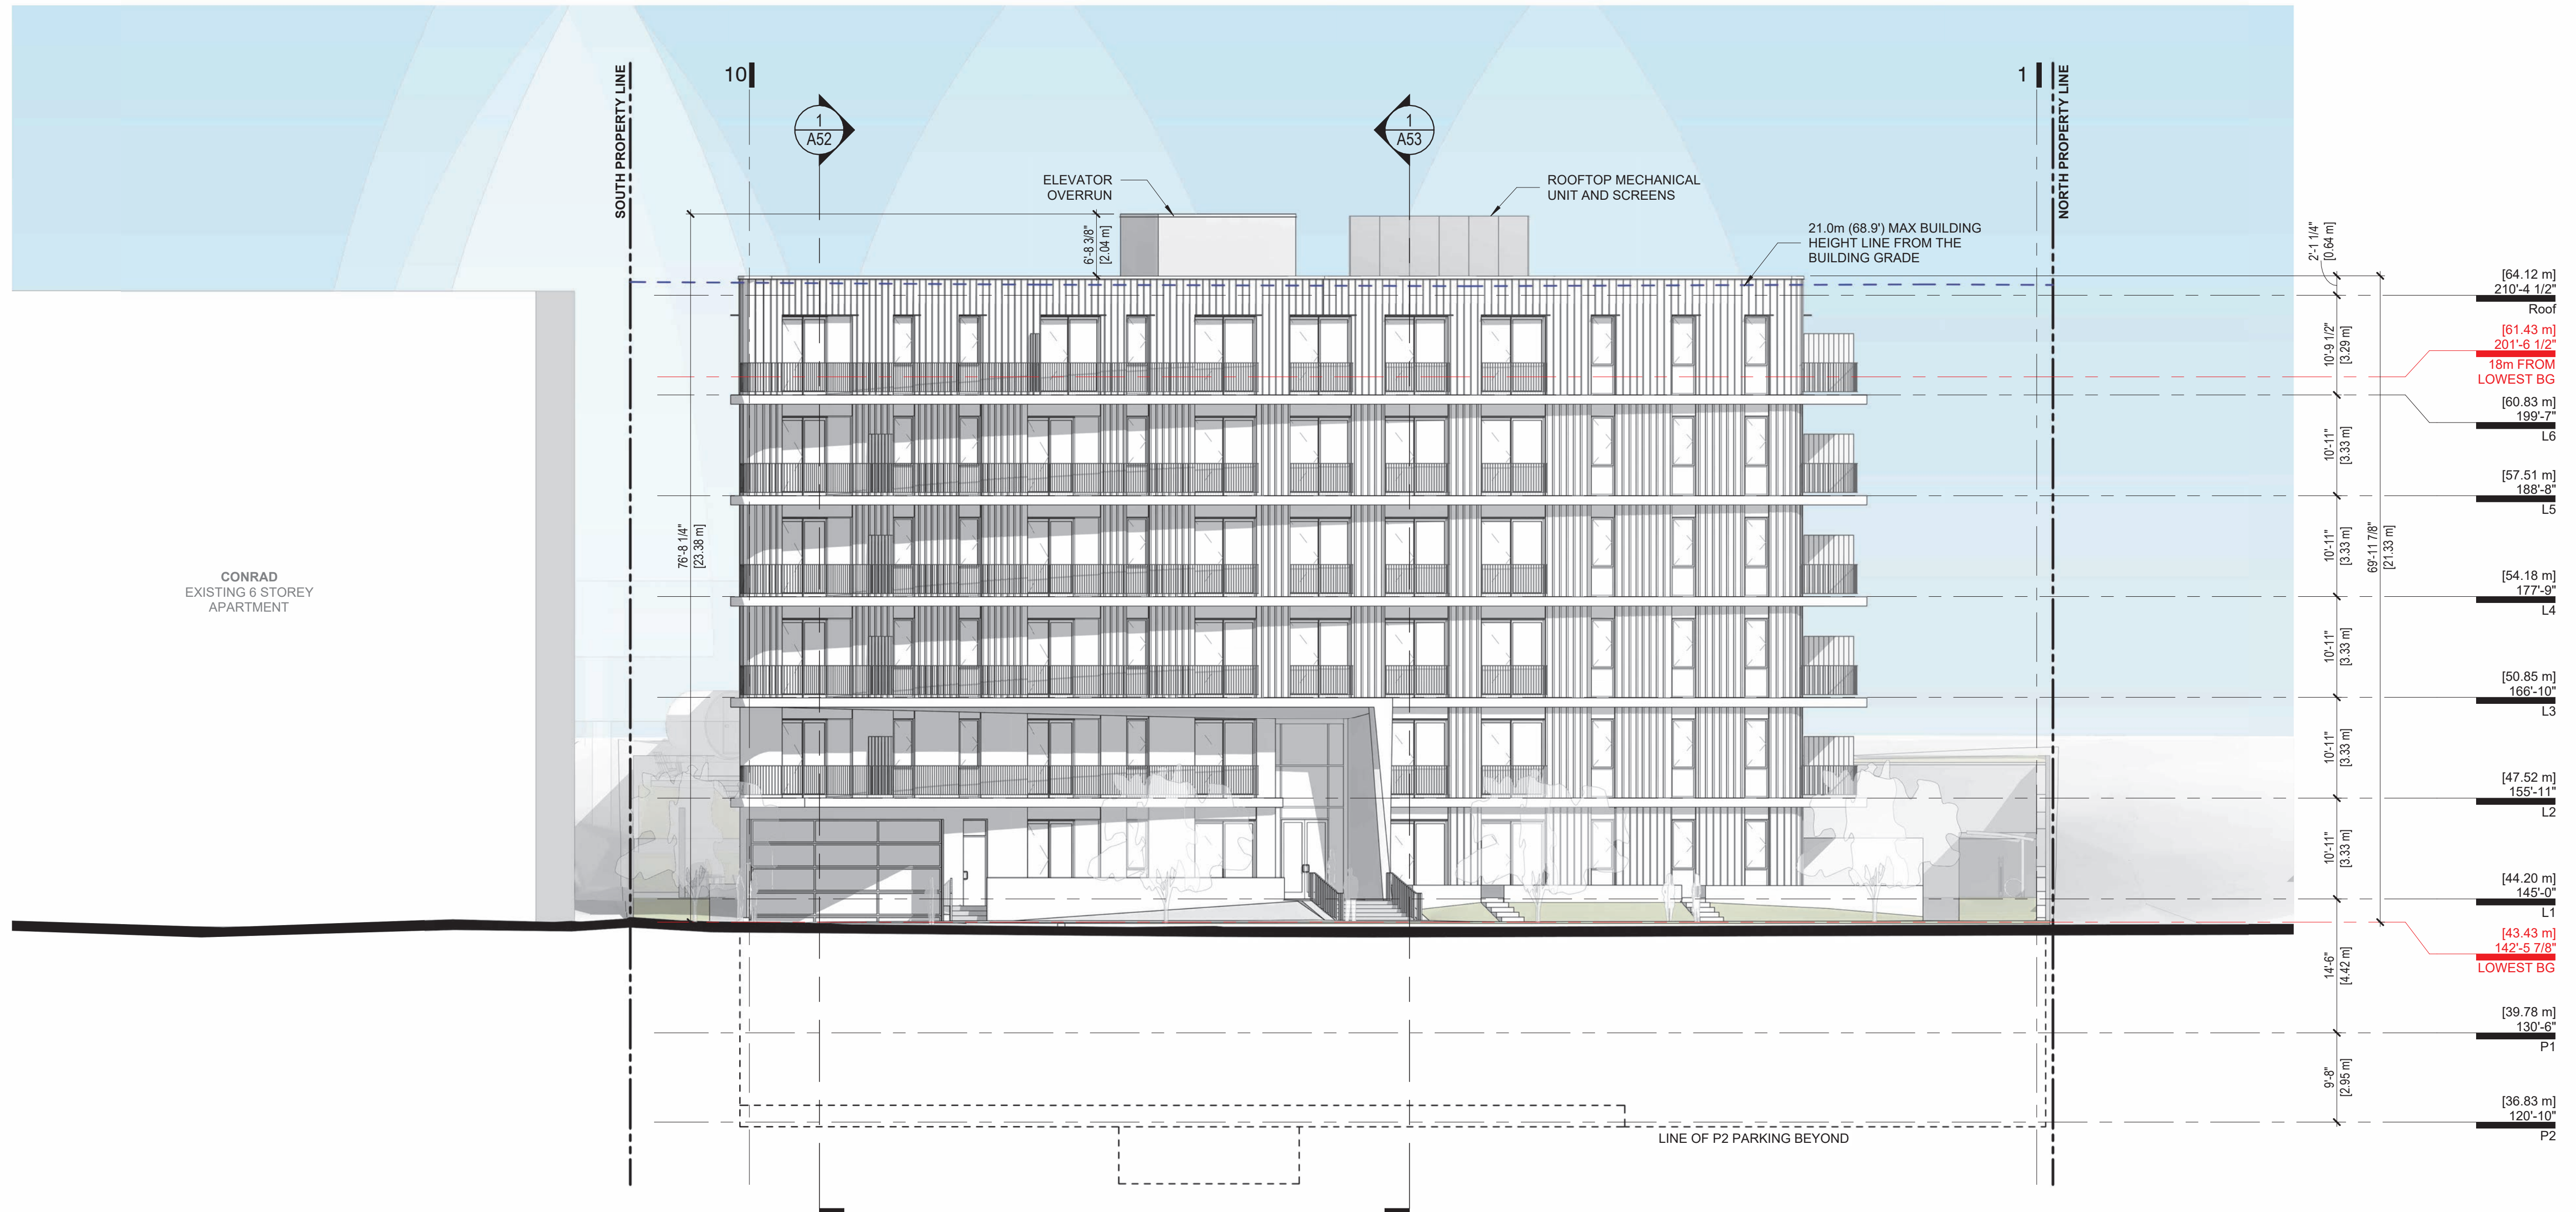 SOUTH PROPERTY LINE
10
1
A52
1
A53
1
NORTH PROPERTY LINE
ELEVATOR
OVERRUN
ROOFTOP MECHANICAL
UNIT AND SCREENS
21.0m (68.9') MAX BUILDING
HEIGHT LINE FROM THE
BUILDING GRADE
6'-8 3/8"
[2.04 m]
76'-8 1/4"
[23.38 m]
CONRAD
EXISTING 6 STOREY
APARTMENT
2'-1 1/4"
[0.64 m]
10'-9 1/2"
[3.29 m]
10'-11"
[3.33 m]
10'-11"
[3.33 m]
10'-11"
[3.33 m]
10'-11"
[3.33 m]
10'-11"
[3.33 m]
14'-6"
[4.42 m]
9'-8"
[2.95 m]
69'-11 7/8"
[21.33 m]
[64.12 m]
210'-4 1/2"
Roof
[61.43 m]
201'-6 1/2"
18m FROM
LOWEST BG
[60.83 m]
199'-7"
L6
[57.51 m]
188'-8"
L5
[54.18 m]
177'-9"
L4
[50.85 m]
166'-10"
L3
[47.52 m]
155'-11"
L2
[44.20 m]
145'-0"
L1
[43.43 m]
142'-5 7/8"
LOWEST BG
[39.78 m]
130'-6"
P1
[36.83 m]
120'-10"
P2
LINE OF P2 PARKING BEYOND